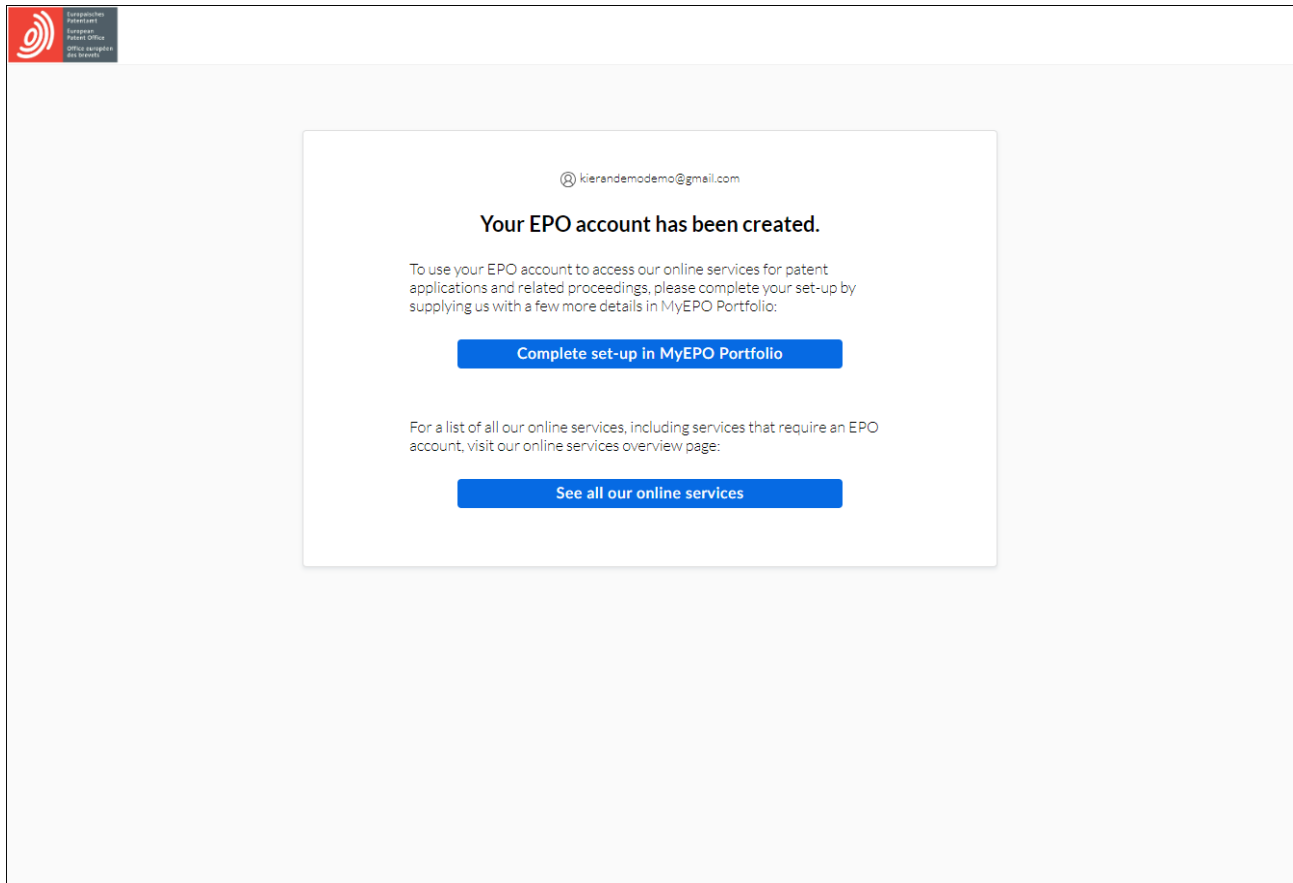 Europäisches
Patentamt
European
Patent Office
Office européen
des brevets
kierandemodemo@gmail.com
Your EPO account has been created.
To use your EPO account to access our online services for patent
applications and related proceedings, please complete your set-up by
supplying us with a few more details in MyEPO Portfolio:
Complete set-up in MyEPO Portfolio
For a list of all our online services, including services that require an EPO
account, visit our online services overview page:
See all our online services